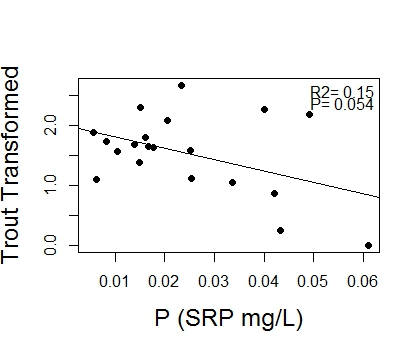 R2= 0.15
P= 0.054
Trout Transformed
2.0
1.0
0.0
0.01 0.02 0.03 0.04 0.05 0.06
P (SRP mg/L)